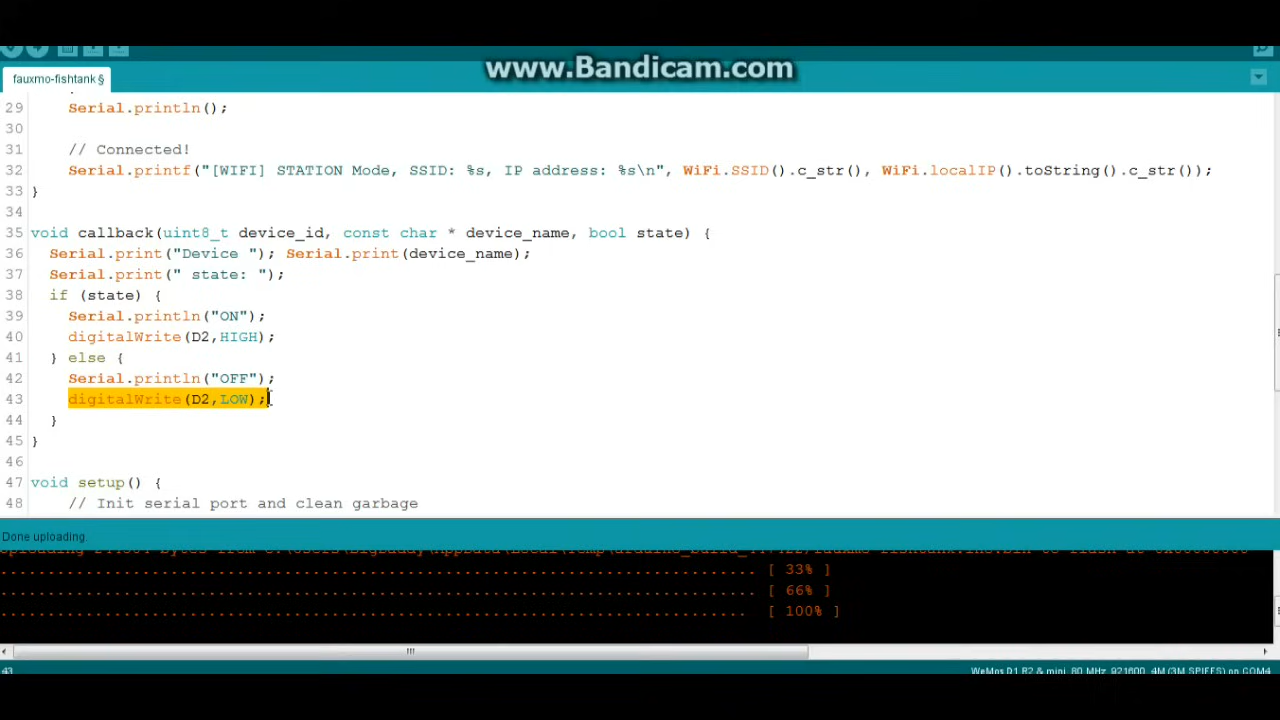 www.Bandicam.com
fauxmo-fishtank §
29 Serial.println();
30
31 // Connected!
32 Serial.printf("[WIFI] STATION Mode, SSID: %s, IP address: %s\n", WiFi.SSID().c_str(), WiFi.localIP().toString().c_str());
33 }
34
35 void callback(uint8_t device_id, const char * device_name, bool state) {
36 Serial.print("Device "); Serial.print(device_name);
37 Serial.print(" state: ");
38 if (state) {
39 Serial.println("ON");
40 digitalWrite(D2,HIGH);
41 } else {
42 Serial.println("OFF");
43 digitalWrite(D2,LOW);
44 }
45 }
46
47 void setup() {
48 // Init serial port and clean garbage
Done uploading.
................................................................................ [ 33% ]
................................................................................ [ 66% ]
............................................................................... [ 100% ]
43 WeMos D1 R2 & mini, 80 MHz, 921600, 4M (3M SPIFFS) on COM4